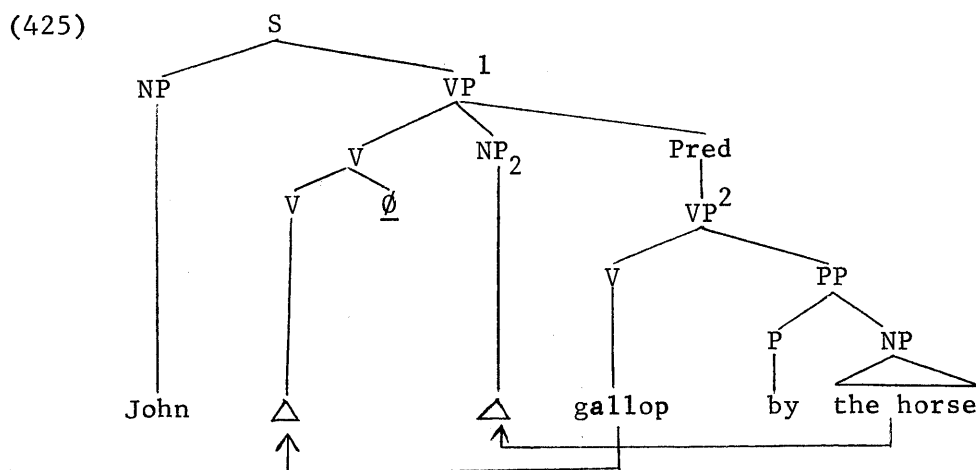 (425)
S
NP VP1
V NP2 Pred
V Ø VP2
V PP
P NP
John △ △ gallop by the horse